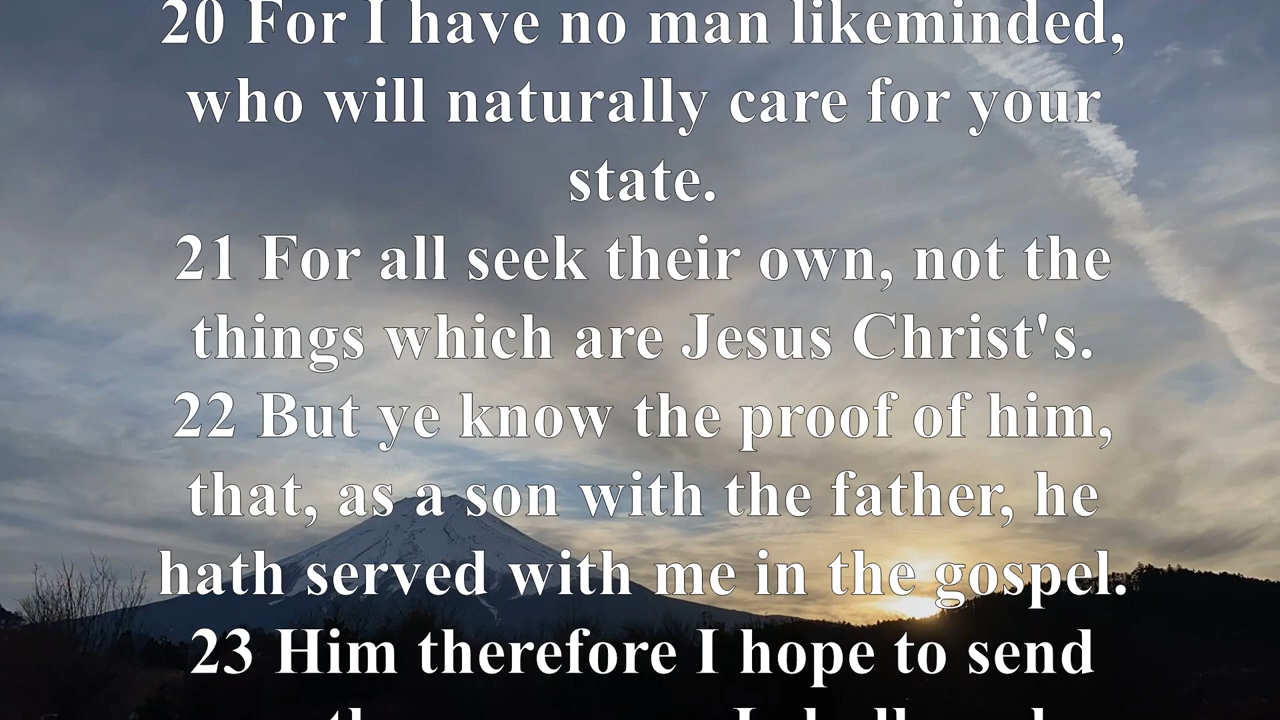 20 For I have no man likeminded,
who will naturally care for your
state.
21 For all seek their own, not the
things which are Jesus Christ's.
22 But ye know the proof of him,
that, as a son with the father, he
hath served with me in the gospel.
23 Him therefore I hope to send